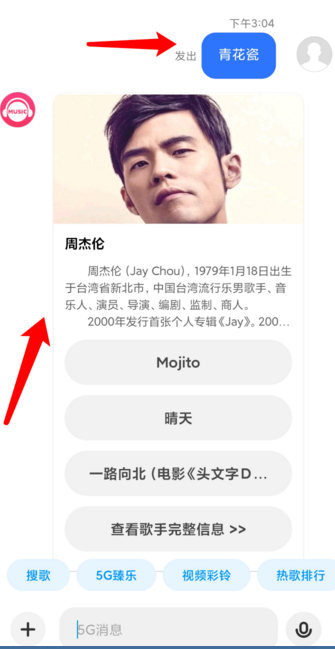 下午3:04
发出
青花瓷
MUSIC
周杰伦
周杰伦（Jay Chou），1979年1月18日出生
于台湾省新北市，中国台湾流行乐男歌手、音
乐人、演员、导演、编剧、监制、商人。
2000年发行首张个人专辑《Jay》。200...
Mojito
晴天
一路向北（电影《头文字D...
查看歌手完整信息 >>
搜歌
5G臻乐
视频彩铃
热歌排行
5G消息